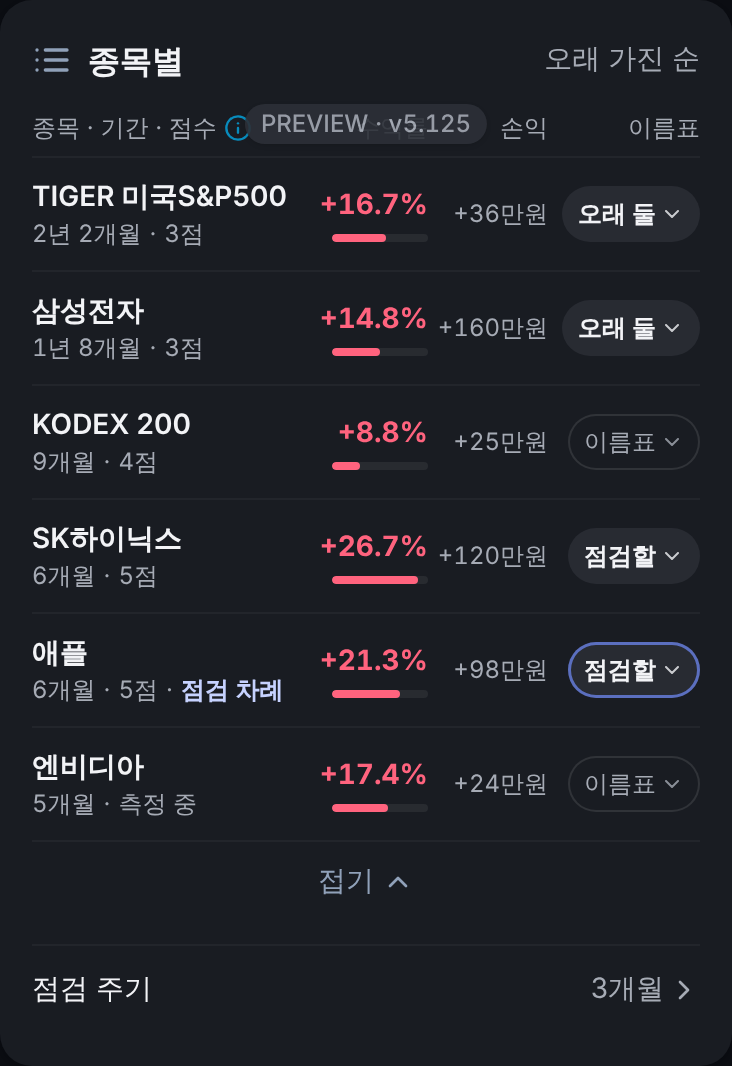 종목별
오래 가진 순
종목 · 기간 · 점수
PREVIEW · v5.125
손익
이름표
TIGER 미국S&P500
+16.7%
+36만원
오래 둘
2년 2개월 · 3점
삼성전자
+14.8%
+160만원
오래 둘
1년 8개월 · 3점
KODEX 200
+8.8%
+25만원
이름표
9개월 · 4점
SK하이닉스
+26.7%
+120만원
점검할
6개월 · 5점
애플
+21.3%
+98만원
점검할
6개월 · 5점 · 점검 차례
엔비디아
+17.4%
+24만원
이름표
5개월 · 측정 중
접기
점검 주기
3개월